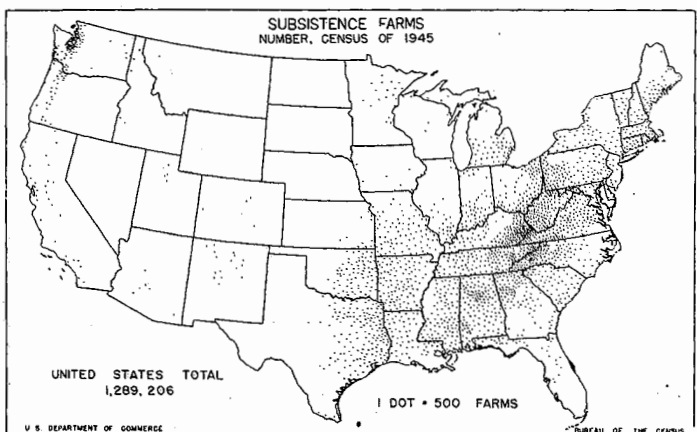 SUBSISTENCE FARMS
NUMBER, CENSUS OF 1945
UNITED STATES TOTAL
1,289,206
1 DOT = 500 FARMS
U. S. DEPARTMENT OF COMMERCE
BUREAU OF THE CENSUS